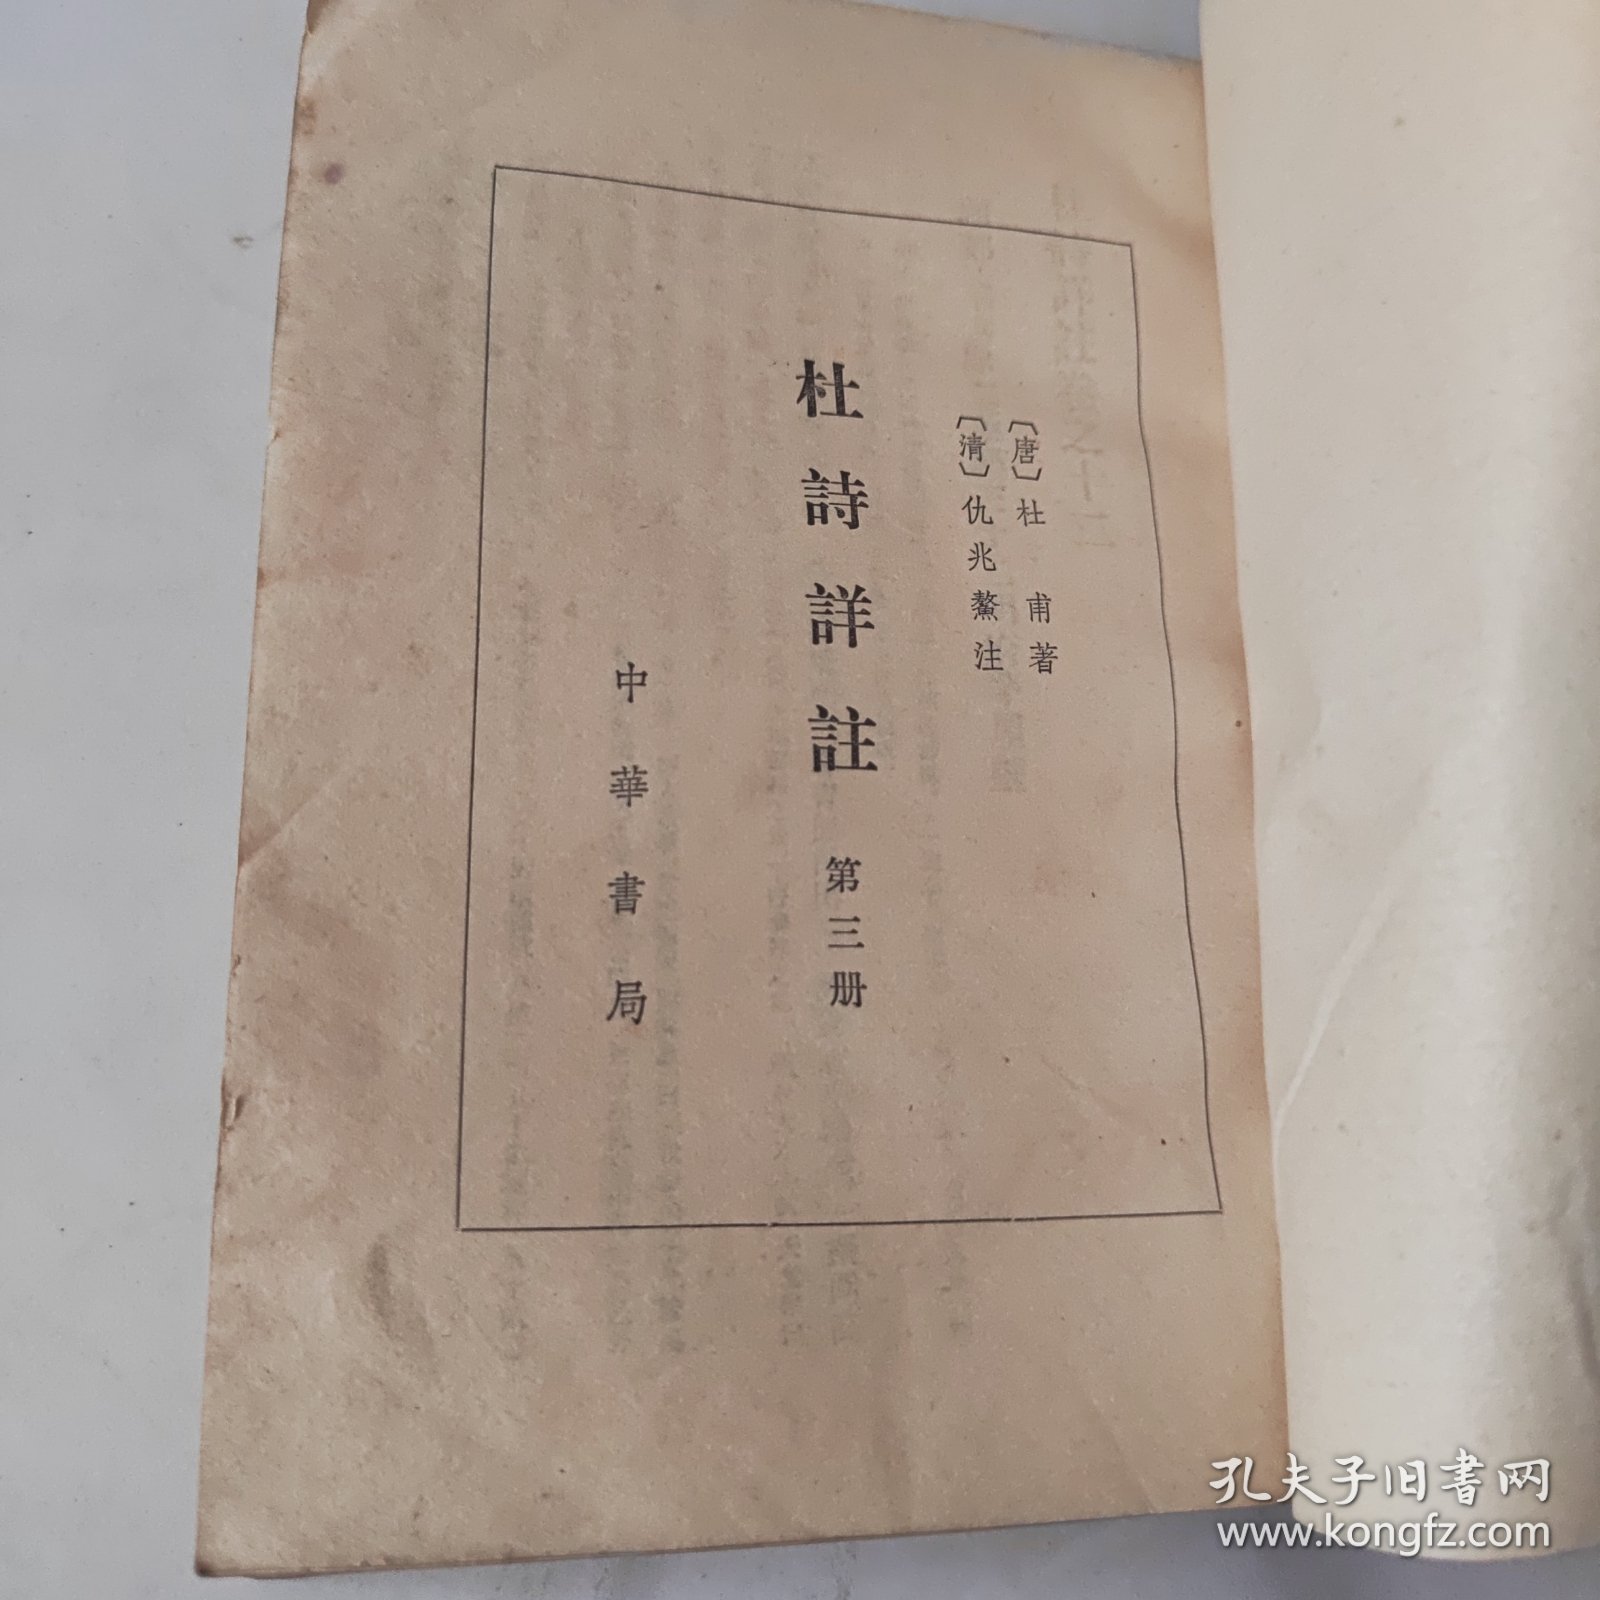 〔唐〕杜 甫著
〔清〕仇兆鰲注
杜詩詳註 第三册
中華書局
孔夫子旧书网
www.kongfz.com